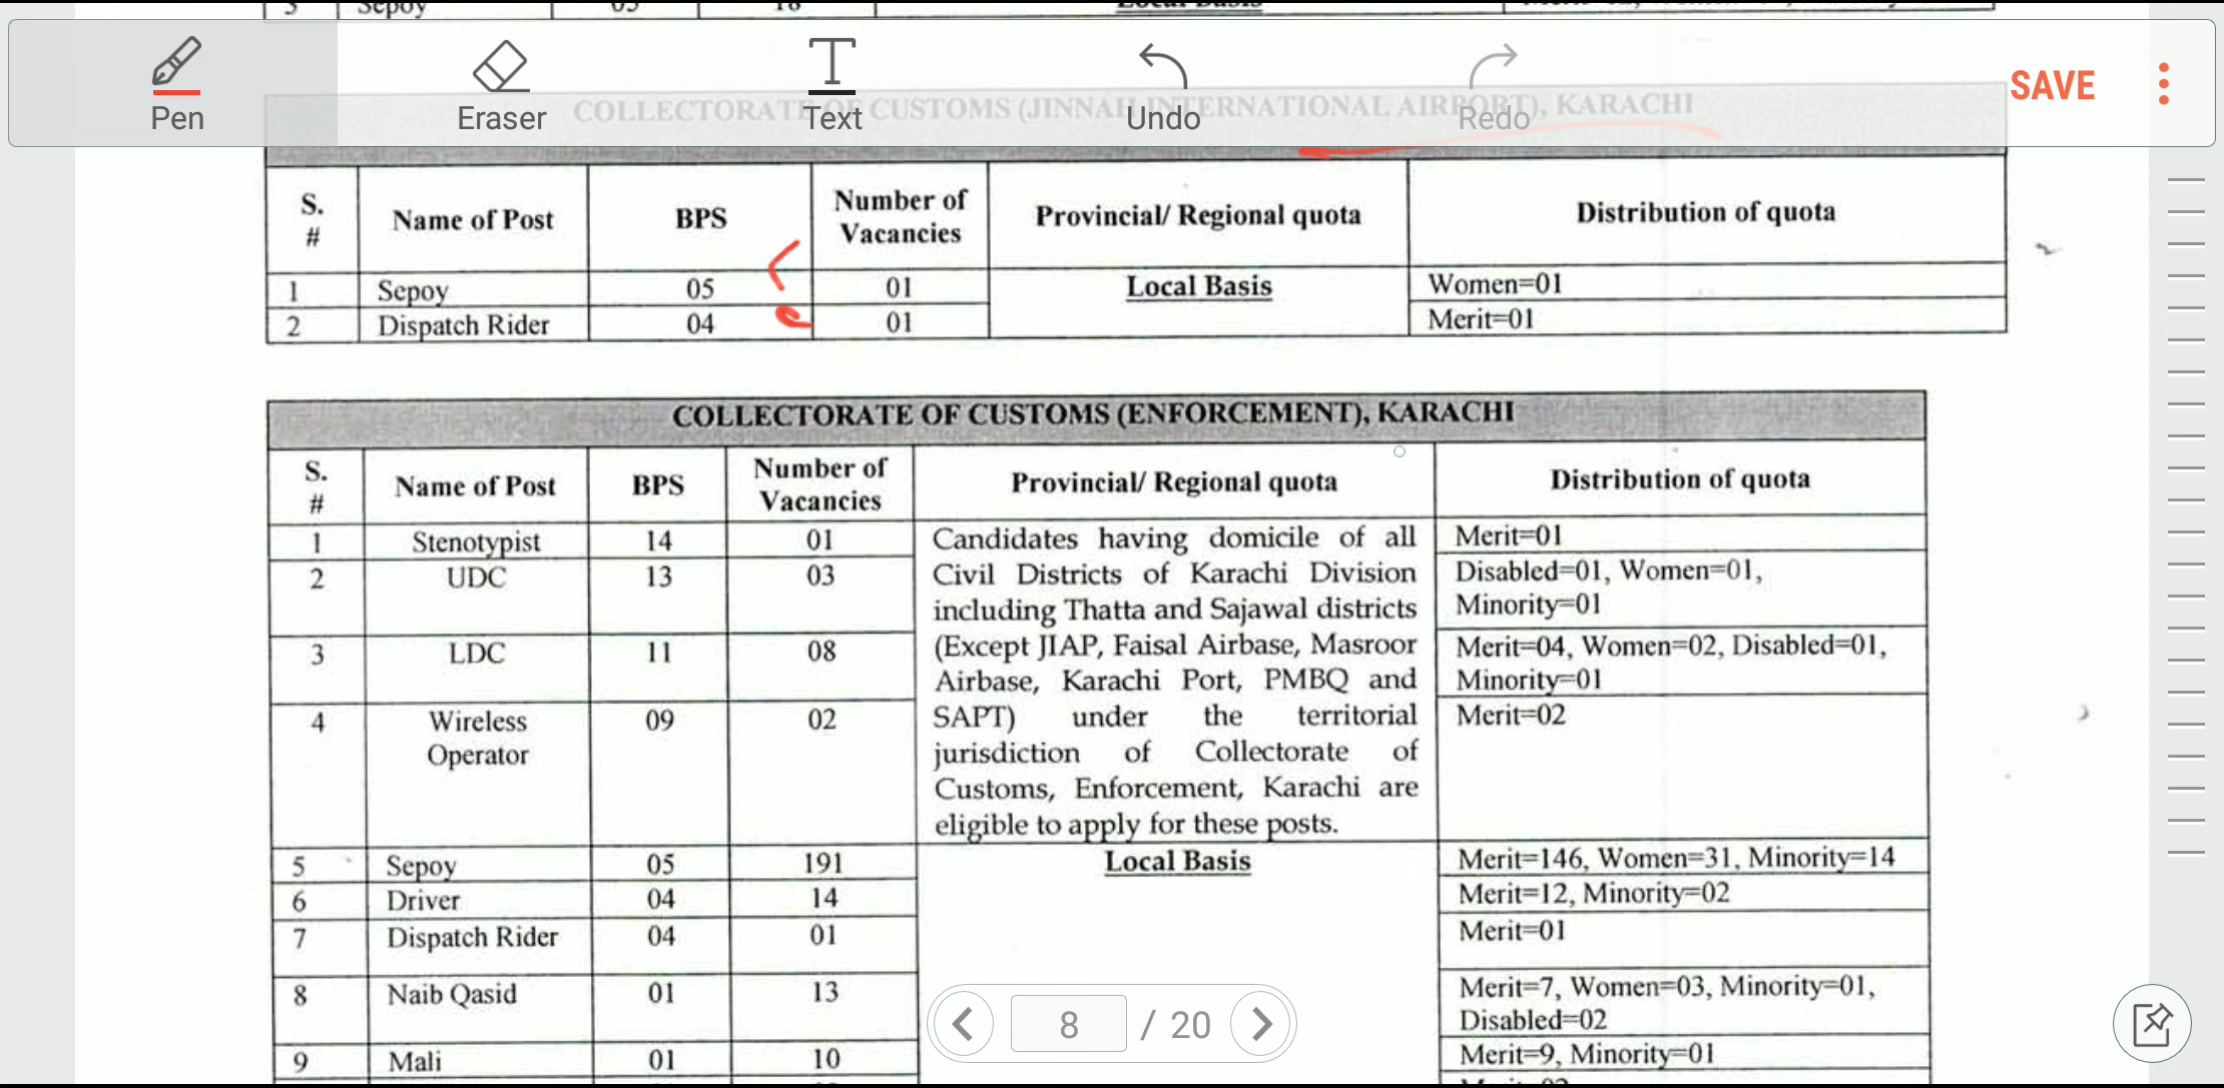 3 Sepoy 05 18 Local Basis
Pen Eraser Text Undo Redo SAVE
COLLECTORATE OF CUSTOMS (JINNAH INTERNATIONAL AIRPORT), KARACHI
S. # Name of Post BPS Number of Vacancies Provincial/ Regional quota Distribution of quota
1 Sepoy 05 01 Local Basis Women=01
2 Dispatch Rider 04 01 Merit=01
COLLECTORATE OF CUSTOMS (ENFORCEMENT), KARACHI
S. # Name of Post BPS Number of Vacancies Provincial/ Regional quota Distribution of quota
1 Stenotypist 14 01 Merit=01
2 UDC 13 03 Disabled=01, Women=01,
Minority=01
3 LDC 11 08 Merit=04, Women=02, Disabled=01,
Minority=01
4 Wireless Operator 09 02 Merit=02
Candidates having domicile of all
Civil Districts of Karachi Division
including Thatta and Sajawal districts
(Except JIAP, Faisal Airbase, Masroor
Airbase, Karachi Port, PMBQ and
SAPT) under the territorial
jurisdiction of Collectorate of
Customs, Enforcement, Karachi are
eligible to apply for these posts.
5 Sepoy 05 191 Local Basis Merit=146, Women=31, Minority=14
6 Driver 04 14 Merit=12, Minority=02
7 Dispatch Rider 04 01 Merit=01
8 Naib Qasid 01 13 Merit=7, Women=03, Minority=01,
Disabled=02
9 Mali 01 10 Merit=9, Minority=01
8 / 20